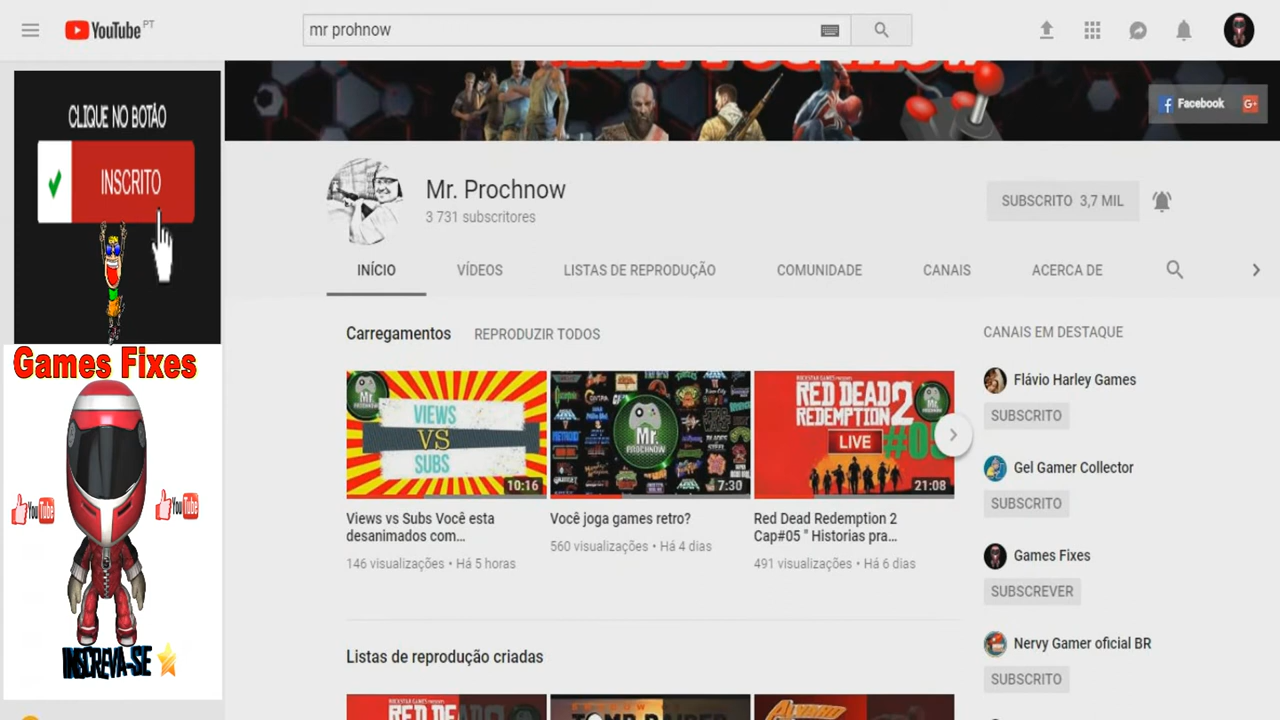 YouTube PT
mr prohnow
CLIQUE NO BOTÃO
INSCRITO
Games Fixes
YouTube
YouTube
INSCREVA-SE
Facebook
G+
Mr. Prochnow
3 731 subscritores
SUBSCRITO 3,7 MIL
INÍCIO
VÍDEOS
LISTAS DE REPRODUÇÃO
COMUNIDADE
CANAIS
ACERCA DE
Carregamentos
REPRODUZIR TODOS
VIEWS
VS
SUBS
10:16
Views vs Subs Você esta
desanimados com...
146 visualizações • Há 5 horas
Mr.
PROCHNOW
7:30
Você joga games retro?
560 visualizações • Há 4 dias
RED DEAD
REDEMPTION 2
LIVE
21:08
Red Dead Redemption 2
Cap#05 " Historias pra...
491 visualizações • Há 6 dias
CANAIS EM DESTAQUE
Flávio Harley Games
SUBSCRITO
Gel Gamer Collector
SUBSCRITO
Games Fixes
SUBSCREVER
Nervy Gamer oficial BR
SUBSCRITO
Listas de reprodução criadas